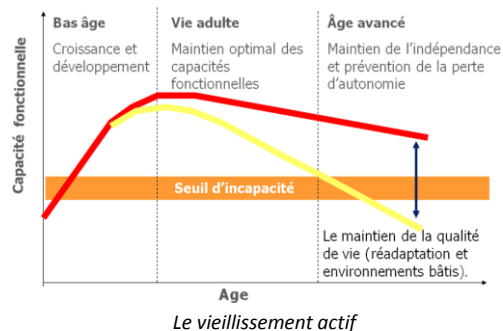 Bas âge
Croissance et
développement
Vie adulte
Maintien optimal des
capacités
fonctionnelles
Âge avancé
Maintien de l'indépendance
et prévention de la perte
d'autonomie
Capacité fonctionnelle
Seuil d'incapacité
Le maintien de la qualité
de vie (réadaptation et
environnements bâtis).
Age
Le vieillissement actif